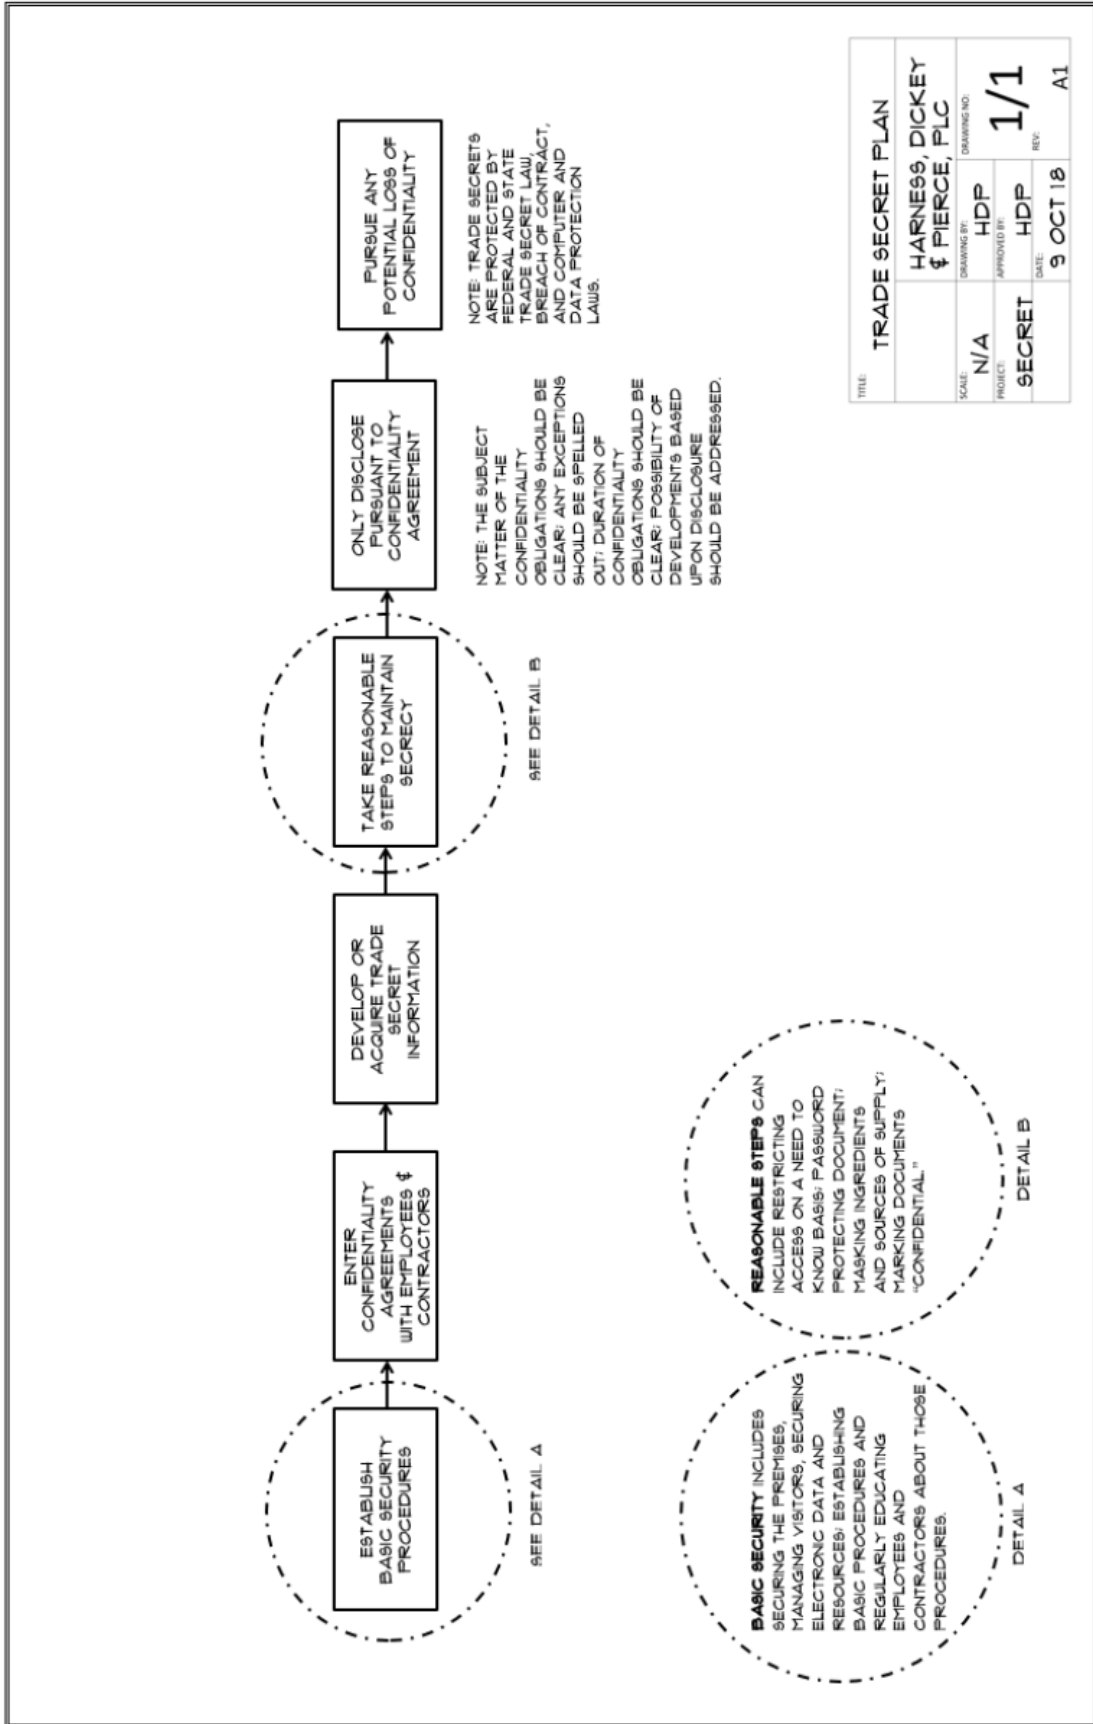 ESTABLISH
BASIC SECURITY
PROCEDURES
SEE DETAIL A
ENTER
CONFIDENTIALITY
AGREEMENTS
WITH EMPLOYEES &
CONTRACTORS
DEVELOP OR
ACQUIRE TRADE
SECRET
INFORMATION
TAKE REASONABLE
STEPS TO MAINTAIN
SECRECY
SEE DETAIL B
ONLY DISCLOSE
PURSUANT TO
CONFIDENTIALITY
AGREEMENT
NOTE: THE SUBJECT
MATTER OF THE
CONFIDENTIALITY
OBLIGATIONS SHOULD BE
CLEAR; ANY EXCEPTIONS
SHOULD BE SPELLED
OUT; DURATION OF
CONFIDENTIALITY
OBLIGATIONS SHOULD BE
CLEAR; POSSIBILITY OF
DEVELOPMENTS BASED
UPON DISCLOSURE
SHOULD BE ADDRESSED.
PURSUE ANY
POTENTIAL LOSS OF
CONFIDENTIALITY
NOTE: TRADE SECRETS
ARE PROTECTED BY
FEDERAL AND STATE
TRADE SECRET LAW,
BREACH OF CONTRACT,
AND COMPUTER AND
DATA PROTECTION
LAWS.
BASIC SECURITY INCLUDES
SECURING THE PREMISES,
MANAGING VISITORS, SECURING
ELECTRONIC DATA AND
RESOURCES; ESTABLISHING
BASIC PROCEDURES AND
REGULARLY EDUCATING
EMPLOYEES AND
CONTRACTORS ABOUT THOSE
PROCEDURES.
DETAIL A
REASONABLE STEPS CAN
INCLUDE RESTRICTING
ACCESS ON A NEED TO
KNOW BASIS; PASSWORD
PROTECTING DOCUMENT;
MASKING INGREDIENTS
AND SOURCES OF SUPPLY;
MARKING DOCUMENTS
"CONFIDENTIAL."
DETAIL B
TITLE:
TRADE SECRET PLAN
HARNESS, DICKEY
& PIERCE, PLC
SCALE:
N/A
DRAWING BY:
HDP
DRAWING NO:
1/1
PROJECT:
SECRET
APPROVED BY:
HDP
DATE:
9 OCT 18
REV:
A1